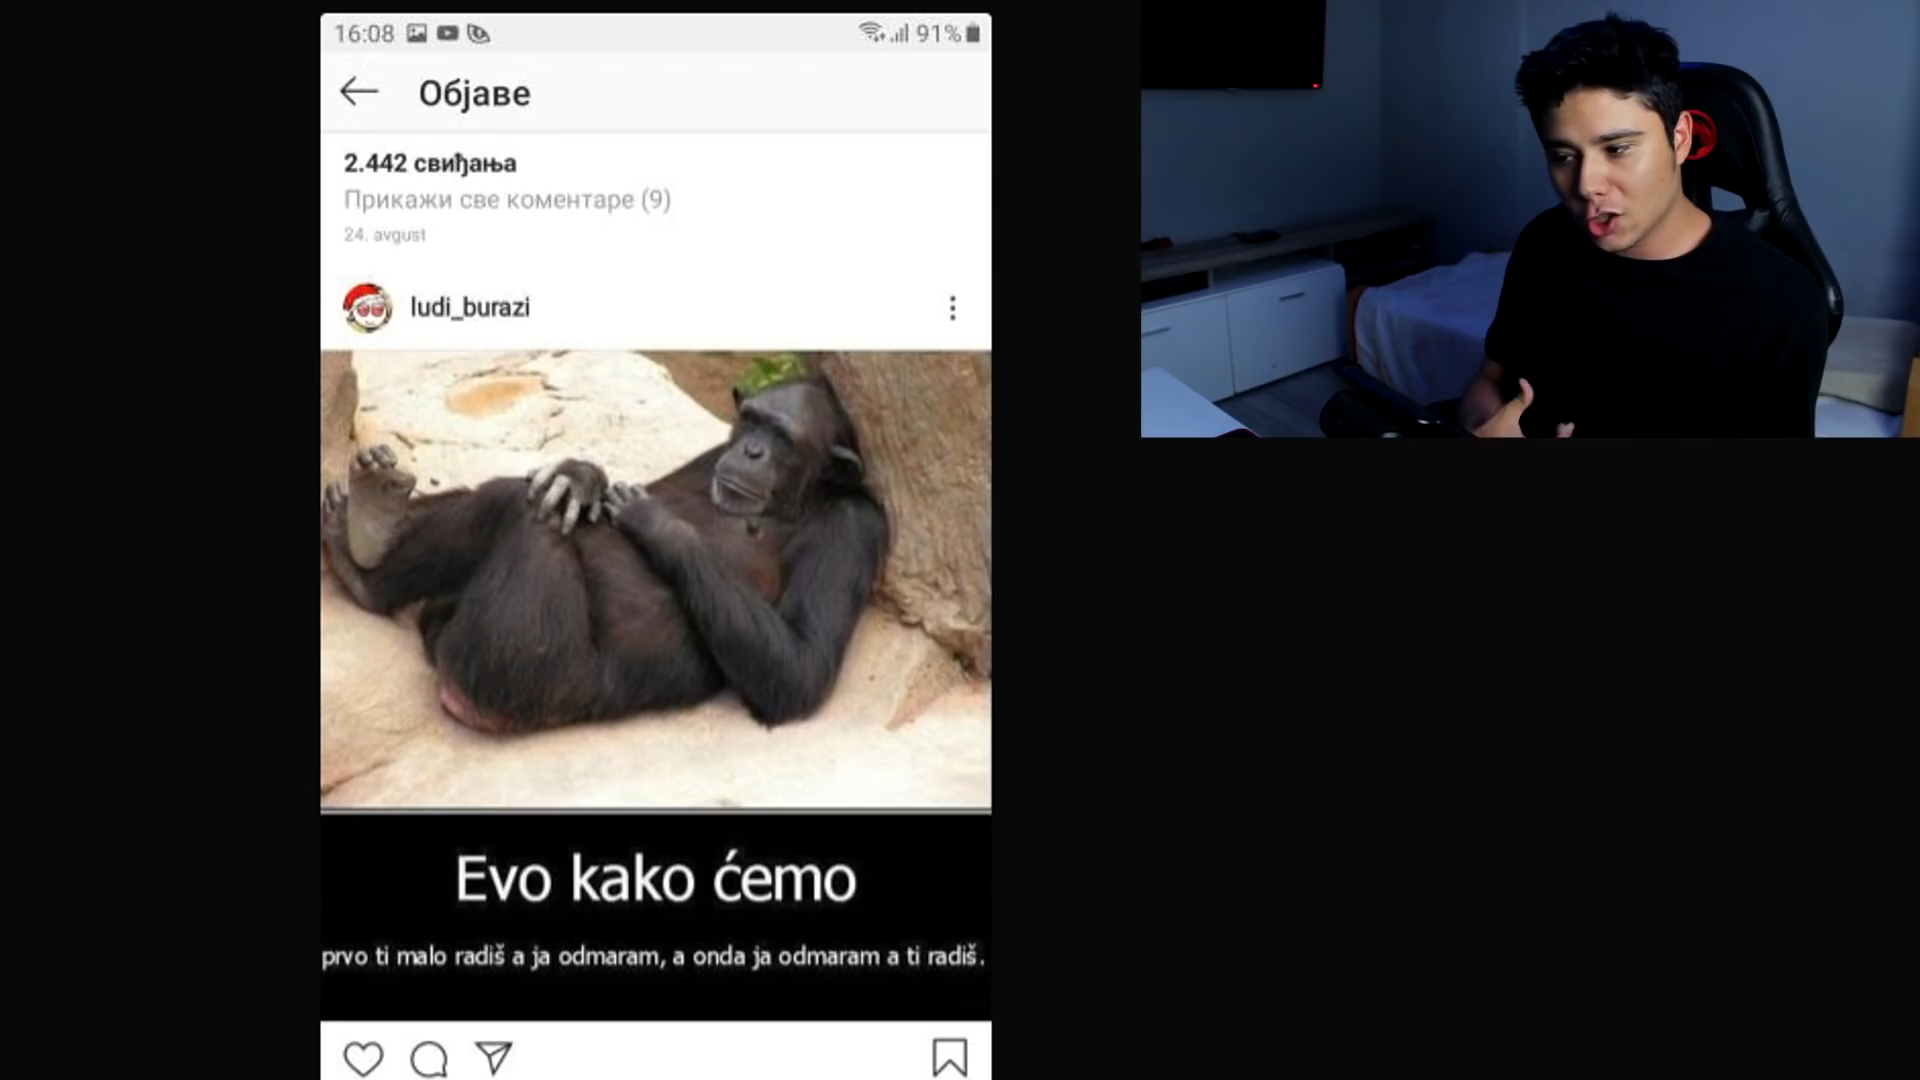 16:08
91%
Објаве
2.442 свиђања
Прикажи све коментаре (9)
24. avgust
ludi_burazi
Evo kako ćemo
prvo ti malo radiš a ja odmaram, a onda ja odmaram a ti radiš.